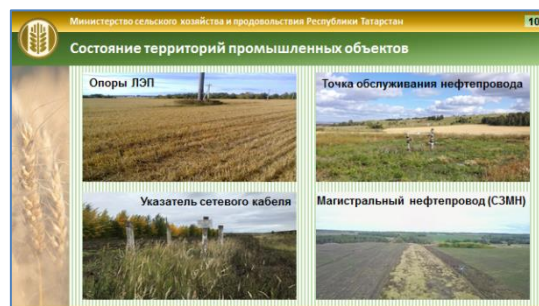 Министерство сельского хозяйства и продовольствия Республики Татарстан
10
Состояние территорий промышленных объектов
Опоры ЛЭП
Точка обслуживания нефтепровода
Указатель сетевого кабеля
Магистральный нефтепровод (СЗМН)